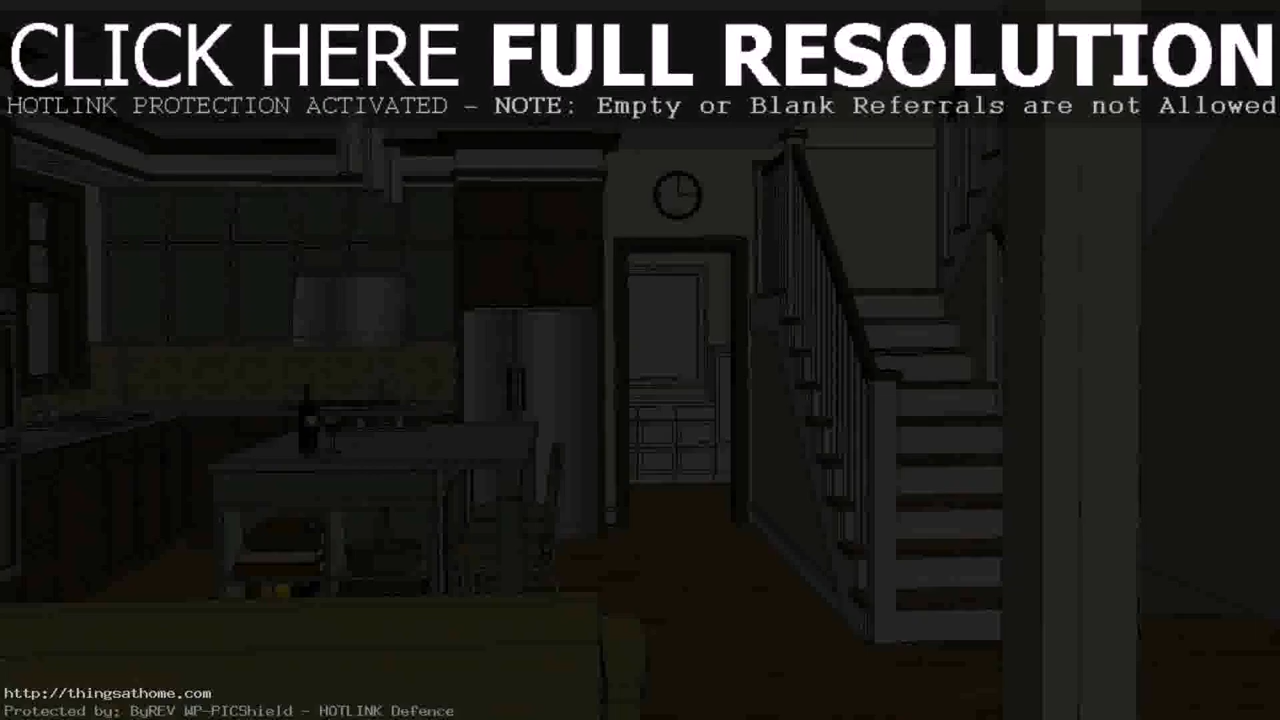 CLICK HERE FULL RESOLUTION
HOTLINK PROTECTION ACTIVATED - NOTE: Empty or Blank Referrals are not Allowed
http://thingsathome.com
Protected by: ByREV WP-PICShield - HOTLINK Defence